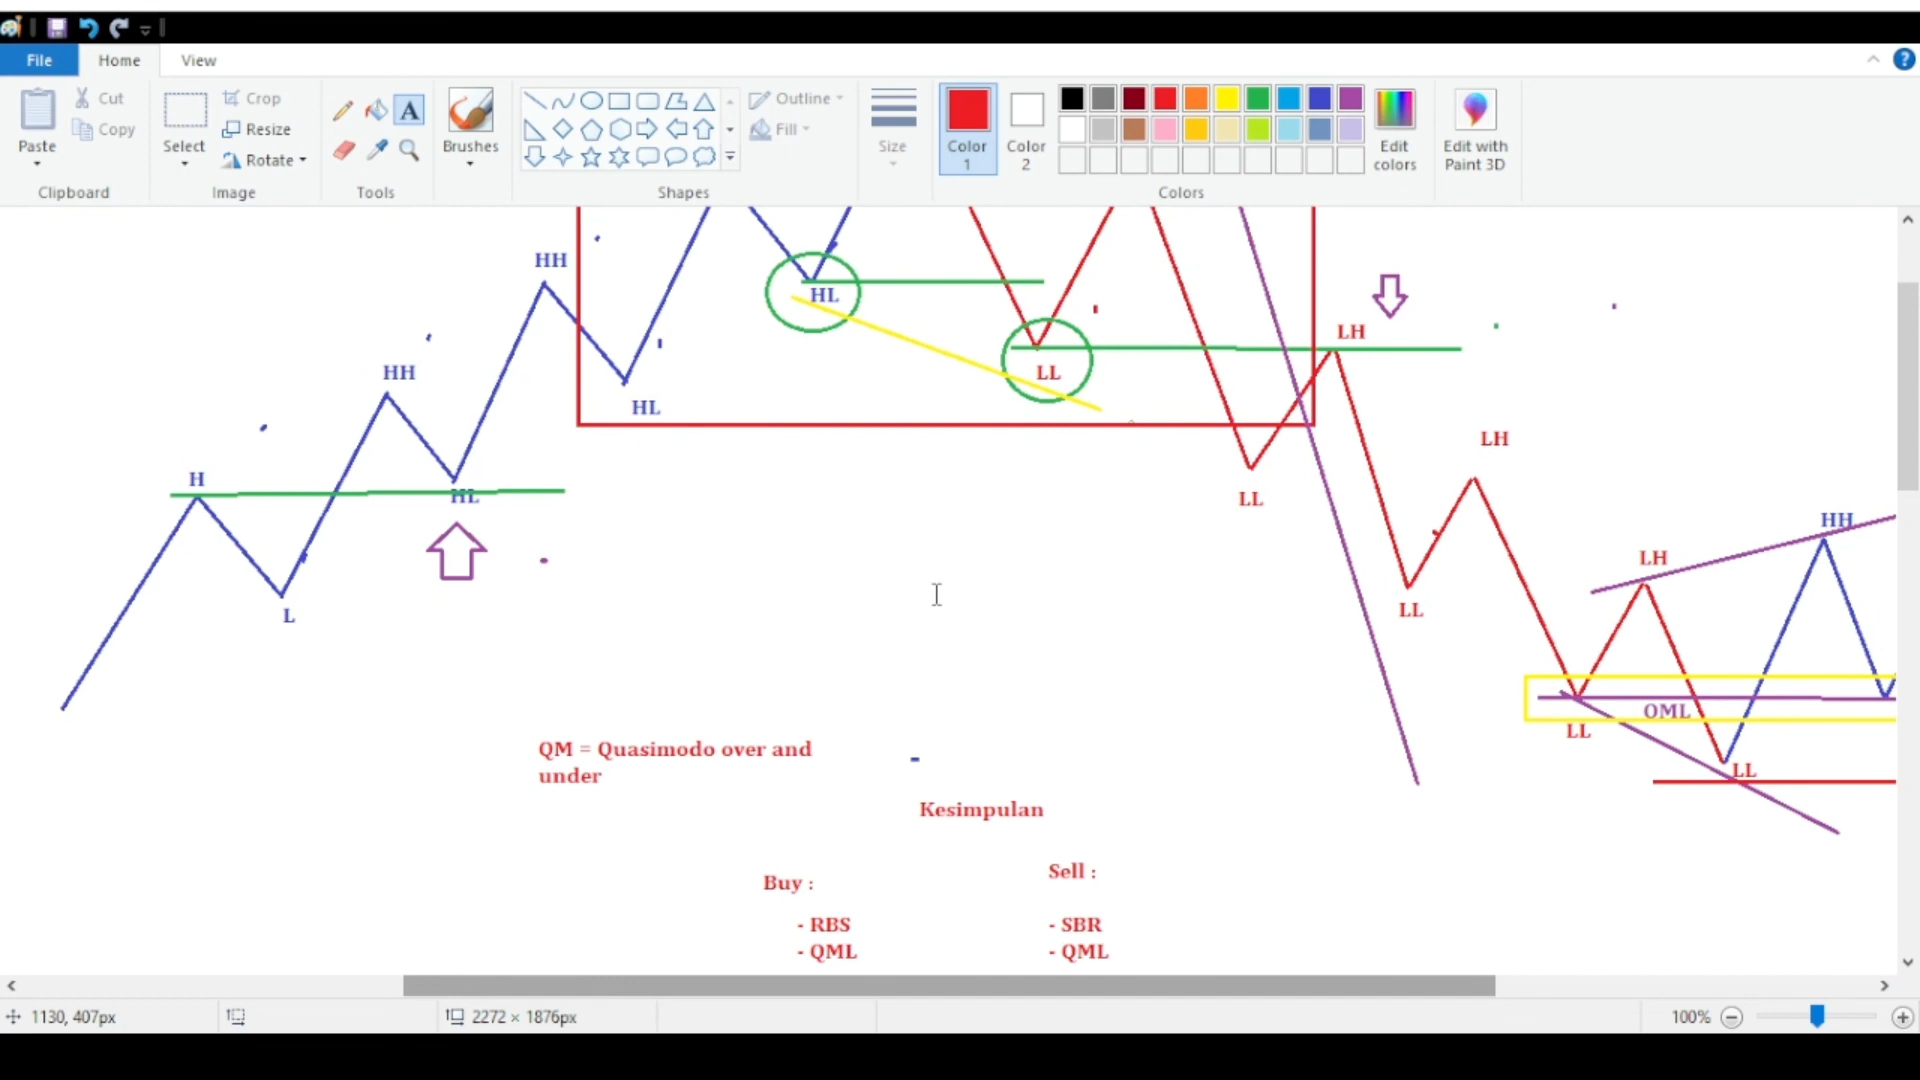 File Home View
Paste
Cut
Copy
Clipboard
Select
Crop
Resize
Rotate
Image
A
Tools
Brushes
Shapes
Outline
Fill
Size
Color 1
Color 2
Edit colors
Edit with Paint 3D
Colors
?
HH
HL
LH
HL
LL
HH
HL
LH
H
HL
LL
HH
L
LL
LH
OML
LL
LL
QM = Quasimodo over and
under
Kesimpulan
Buy :
- RBS
- QML
Sell :
- SBR
- QML
1130, 407px
2272 × 1876px
100%